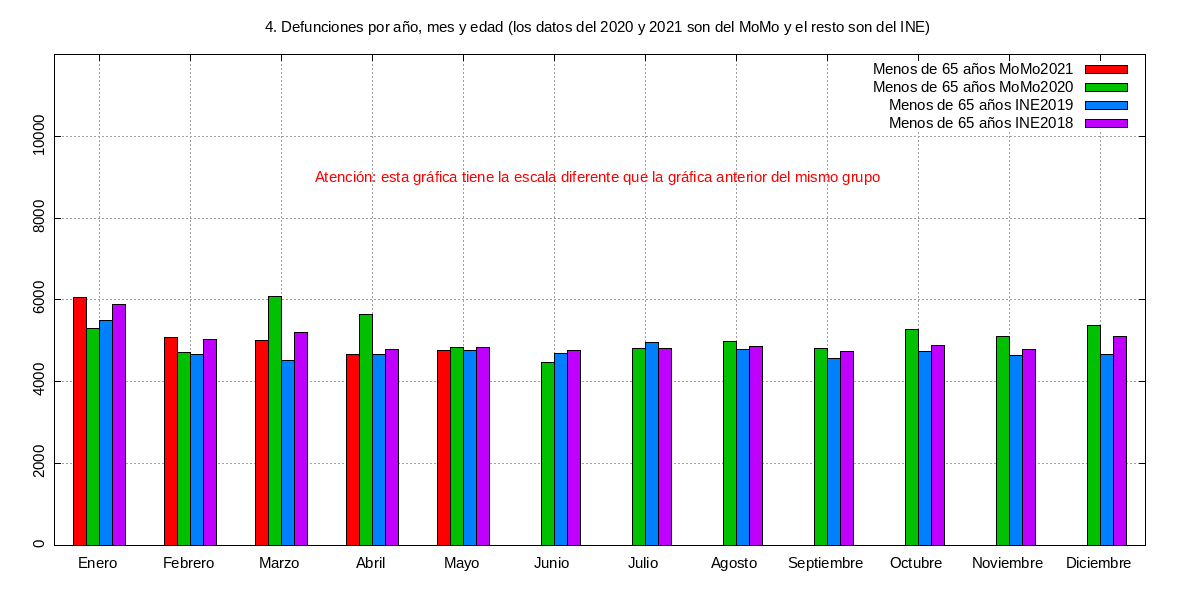 4. Defunciones por año, mes y edad (los datos del 2020 y 2021 son del MoMo y el resto son del INE)
Menos de 65 años MoMo2021
Menos de 65 años MoMo2020
Menos de 65 años INE2019
Menos de 65 años INE2018
Atención: esta gráfica tiene la escala diferente que la gráfica anterior del mismo grupo
10000
8000
6000
4000
2000
0
Enero Febrero Marzo Abril Mayo Junio Julio Agosto Septiembre Octubre Noviembre Diciembre